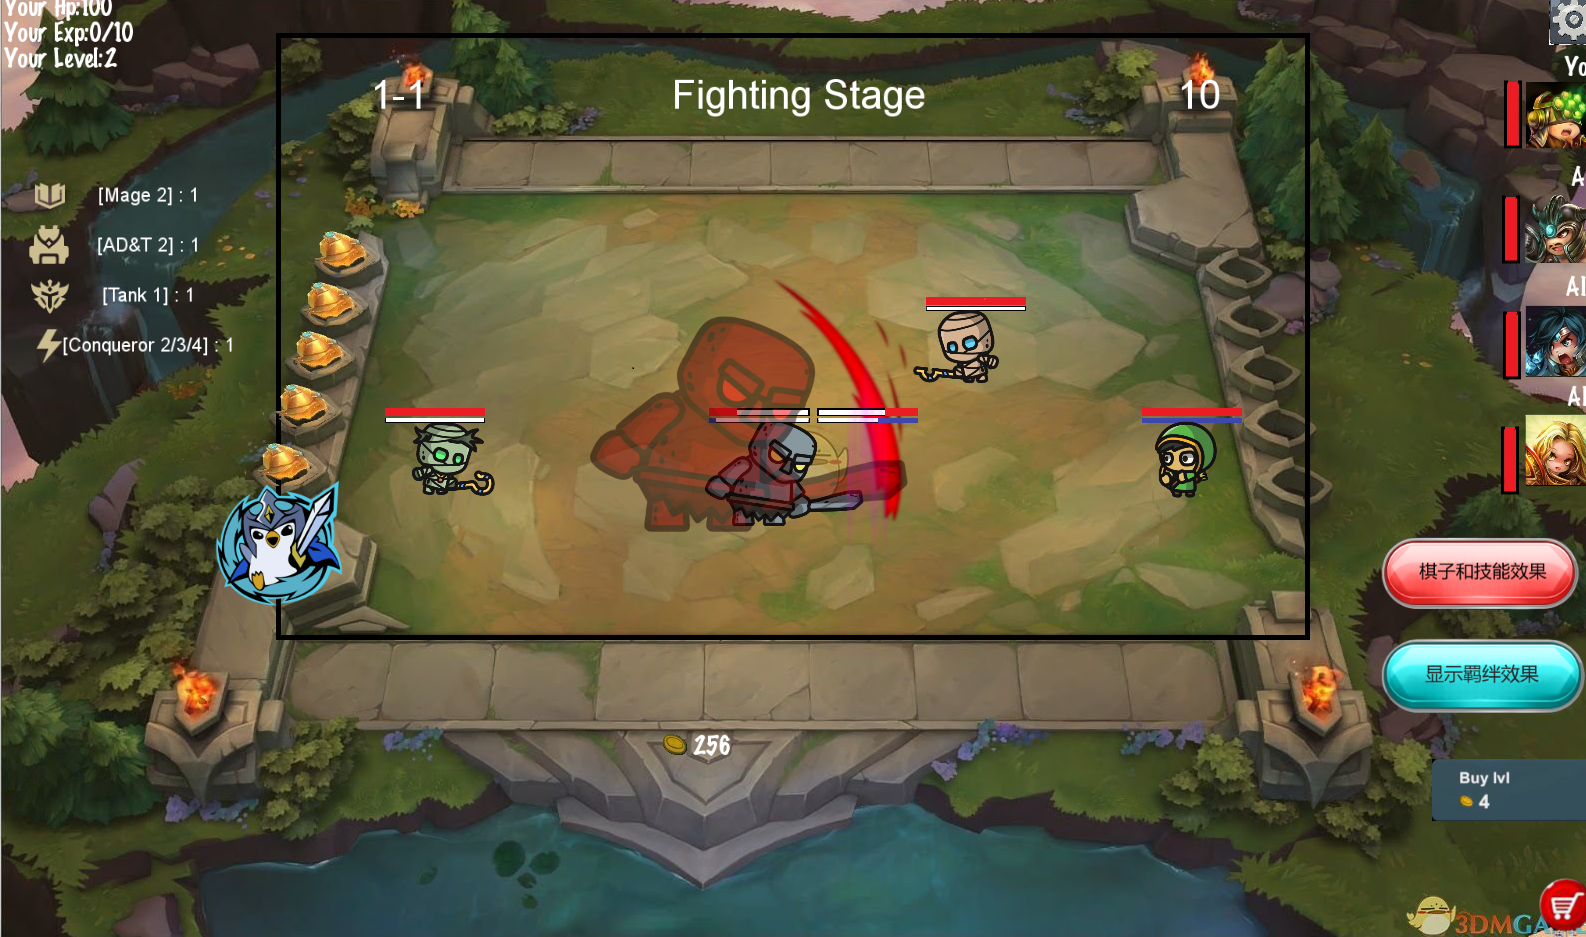 Your Hp:100
Your Exp:0/10
Your Level:2
1-1
Fighting Stage
10
[Mage 2] : 1
[AD&T 2] : 1
[Tank 1] : 1
[Conqueror 2/3/4] : 1
棋子和技能效果
显示羁绊效果
256
Buy lvl
4
3DMGA